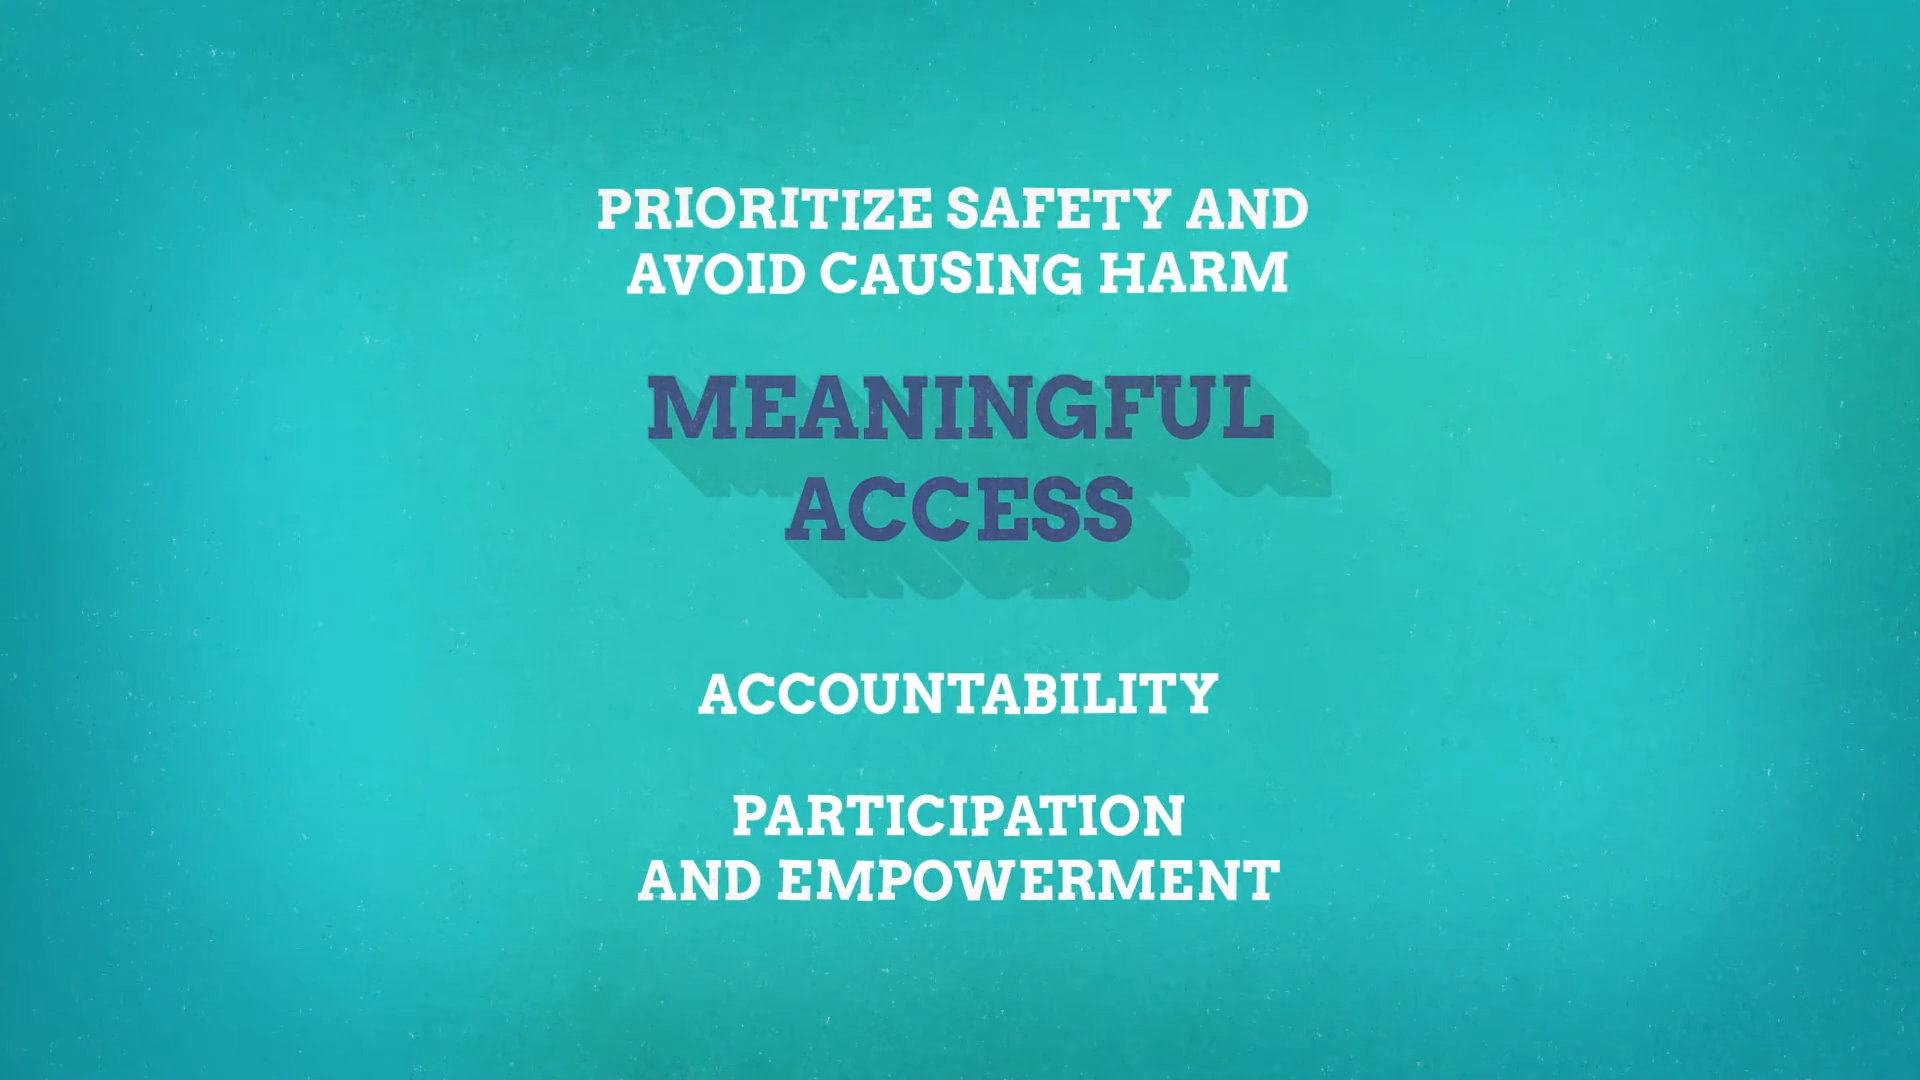 PRIORITIZE SAFETY AND
AVOID CAUSING HARM
MEANINGFUL
ACCESS
ACCOUNTABILITY
PARTICIPATION
AND EMPOWERMENT